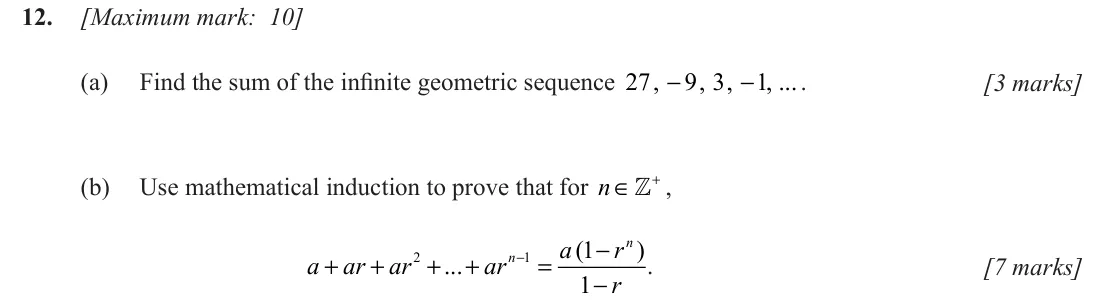 12. [Maximum mark: 10]
(a) Find the sum of the infinite geometric sequence 27, −9, 3, −1, ... . [3 marks]
(b) Use mathematical induction to prove that for n ∈ ℤ⁺ ,
a + ar + ar² + ... + arⁿ⁻¹ = a(1 − rⁿ) / 1 − r . [7 marks]